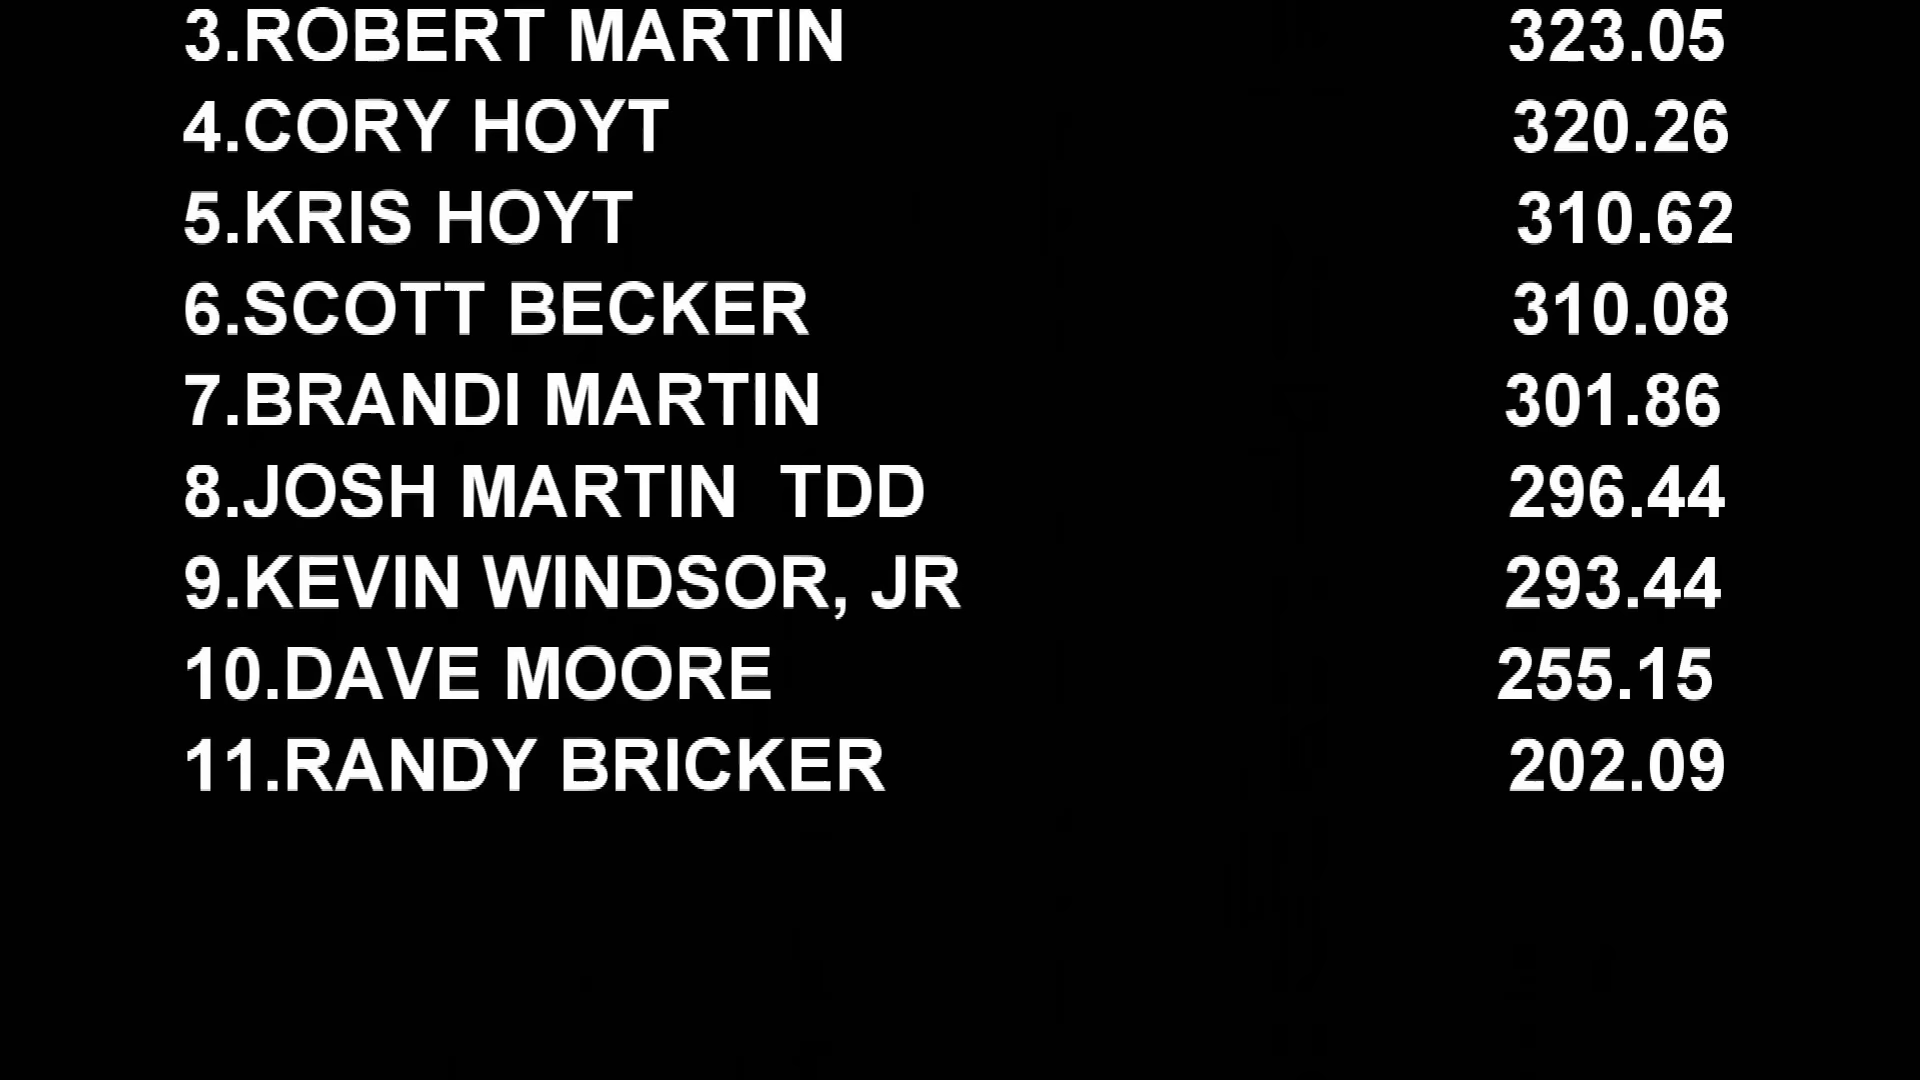 3.ROBERT MARTIN 323.05
4.CORY HOYT 320.26
5.KRIS HOYT 310.62
6.SCOTT BECKER 310.08
7.BRANDI MARTIN 301.86
8.JOSH MARTIN  TDD 296.44
9.KEVIN WINDSOR, JR 293.44
10.DAVE MOORE 255.15
11.RANDY BRICKER 202.09